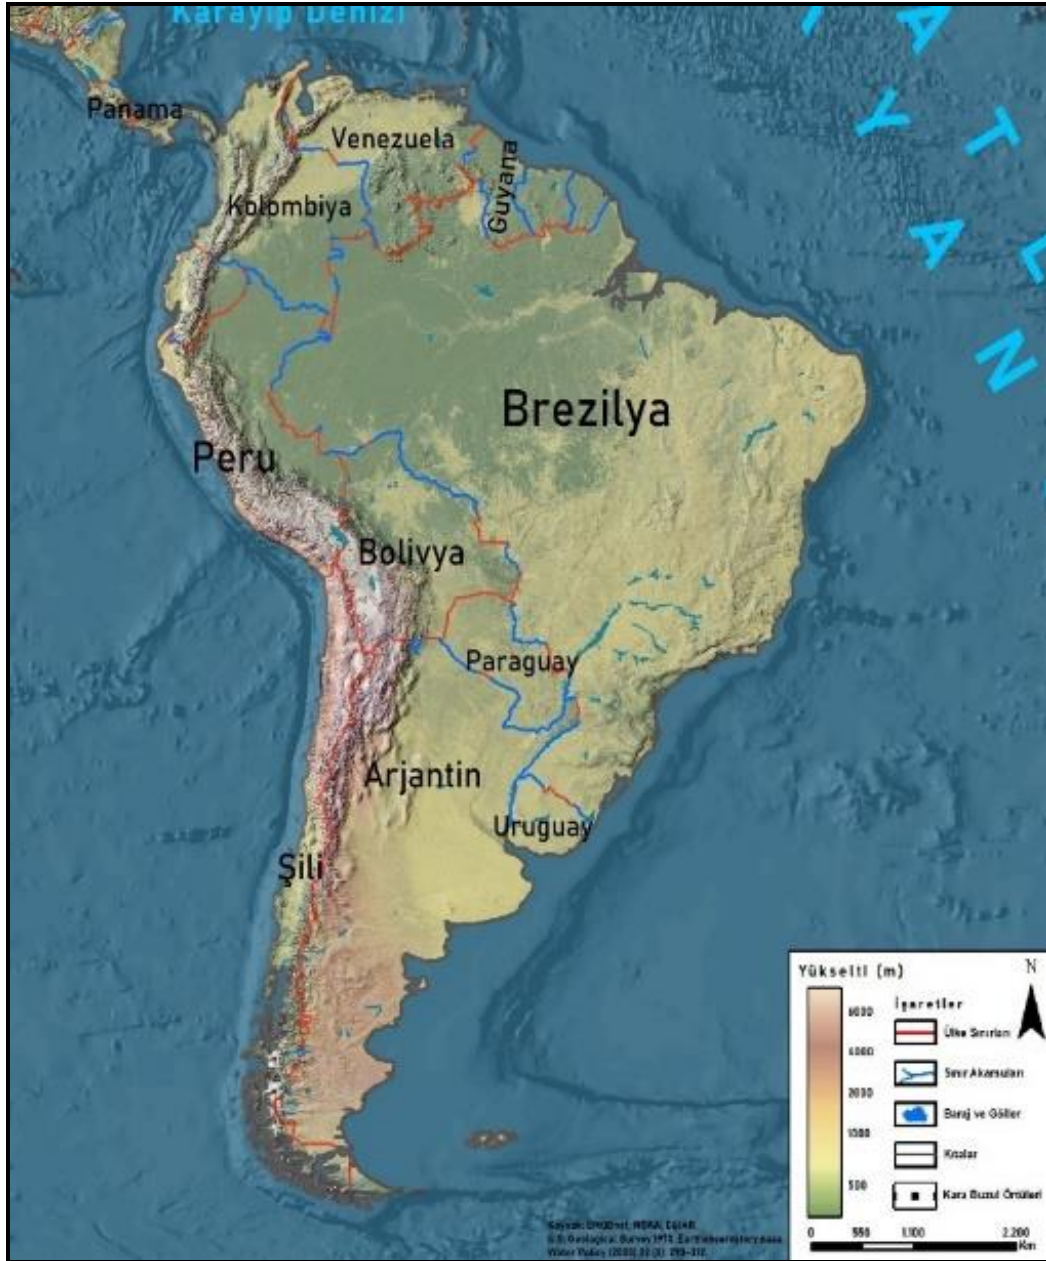 Karayip Denizi
A
Y
T
A
L
N
Panama
Venezuela
Guyana
Kolombiya
Brezilya
Peru
Bolivya
Paraguay
Arjantin
Uruguay
Şili
Yükselti (m)
N
İşaretler
4000
2000
1000
500
Ülke Sınırları
Sınır Akarsuları
Baraj ve Göller
Kıtalar
Kara Buzul Örtüleri
0
550
1.100
2.200
Km